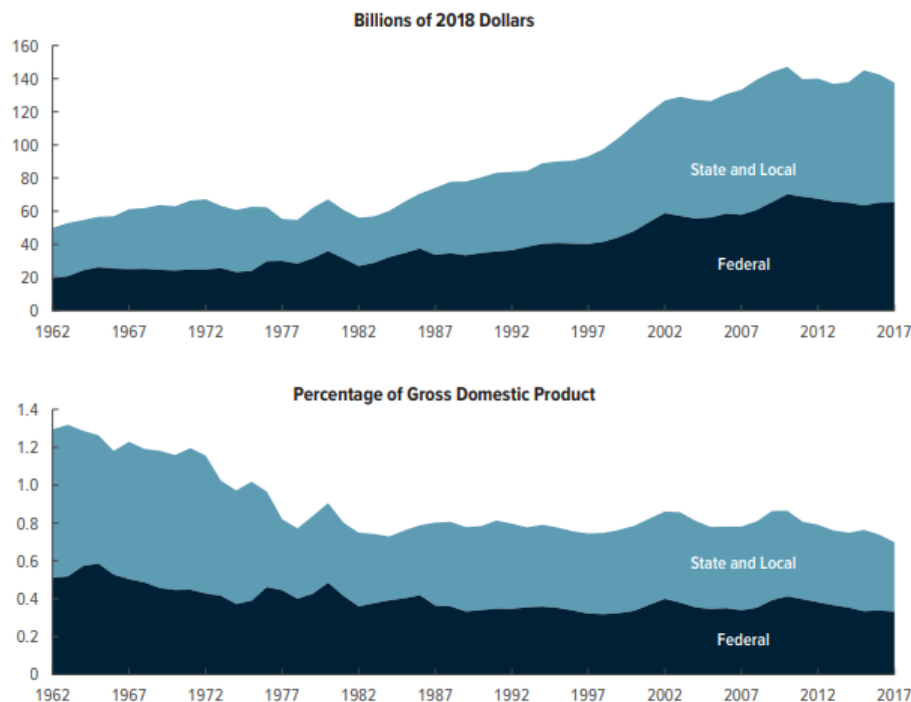 Billions of 2018 Dollars
160
140
120
100
80
60
40
20
0
State and Local
Federal
1962 1967 1972 1977 1982 1987 1992 1997 2002 2007 2012 2017
Percentage of Gross Domestic Product
1.4
1.2
1.0
0.8
0.6
0.4
0.2
0
State and Local
Federal
1962 1967 1972 1977 1982 1987 1992 1997 2002 2007 2012 2017